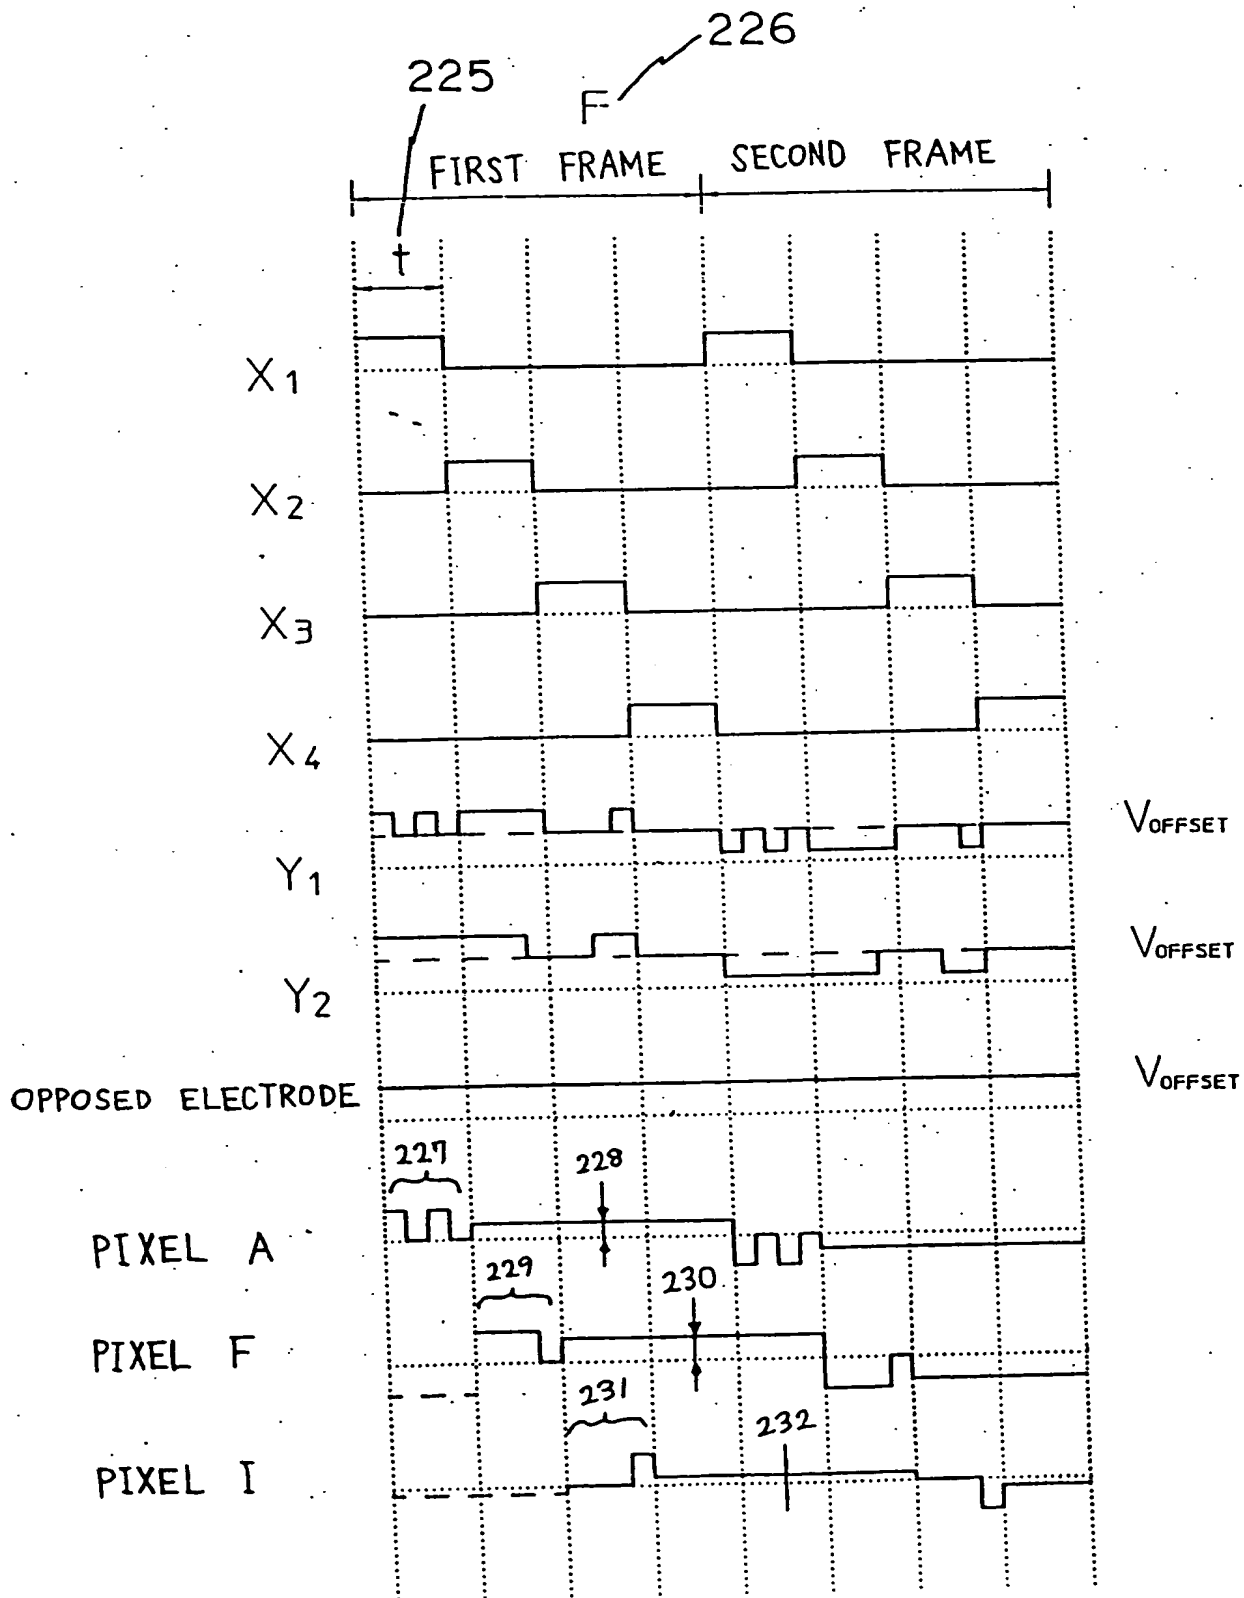 226
225
F
FIRST FRAME
SECOND FRAME
t
X1
X2
X3
X4
VOFFSET
Y1
VOFFSET
Y2
VOFFSET
OPPOSED ELECTRODE
227
228
PIXEL A
229
230
PIXEL F
231
232
PIXEL I